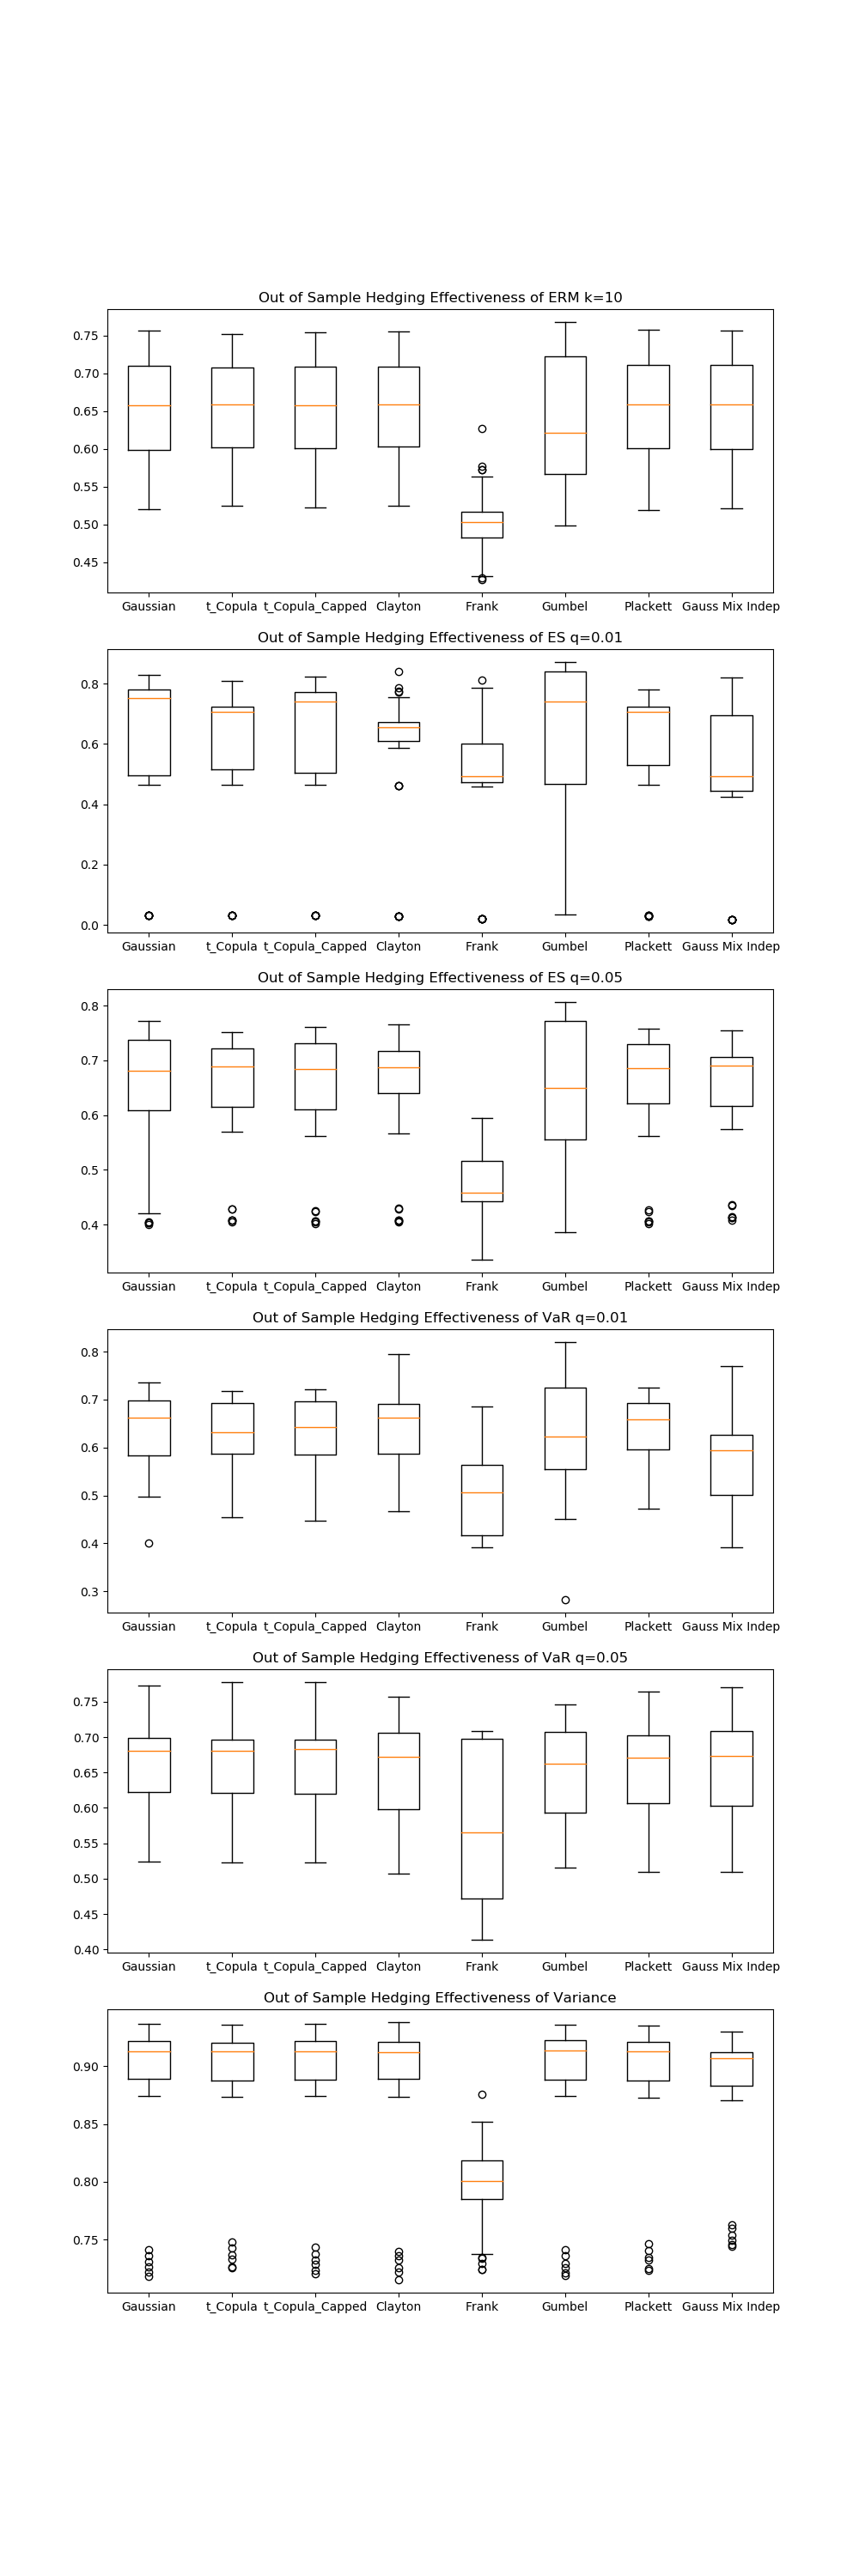 Out of Sample Hedging Effectiveness of ERM k=10
0.75
0.70
0.65
0.60
0.55
0.50
0.45
Gaussian t_Copula t_Copula_Capped Clayton Frank Gumbel Plackett Gauss Mix Indep
Out of Sample Hedging Effectiveness of ES q=0.01
0.8
0.6
0.4
0.2
0.0
Gaussian t_Copula t_Copula_Capped Clayton Frank Gumbel Plackett Gauss Mix Indep
Out of Sample Hedging Effectiveness of ES q=0.05
0.8
0.7
0.6
0.5
0.4
Gaussian t_Copula t_Copula_Capped Clayton Frank Gumbel Plackett Gauss Mix Indep
Out of Sample Hedging Effectiveness of VaR q=0.01
0.8
0.7
0.6
0.5
0.4
0.3
Gaussian t_Copula t_Copula_Capped Clayton Frank Gumbel Plackett Gauss Mix Indep
Out of Sample Hedging Effectiveness of VaR q=0.05
0.75
0.70
0.65
0.60
0.55
0.50
0.45
0.40
Gaussian t_Copula t_Copula_Capped Clayton Frank Gumbel Plackett Gauss Mix Indep
Out of Sample Hedging Effectiveness of Variance
0.90
0.85
0.80
0.75
Gaussian t_Copula t_Copula_Capped Clayton Frank Gumbel Plackett Gauss Mix Indep